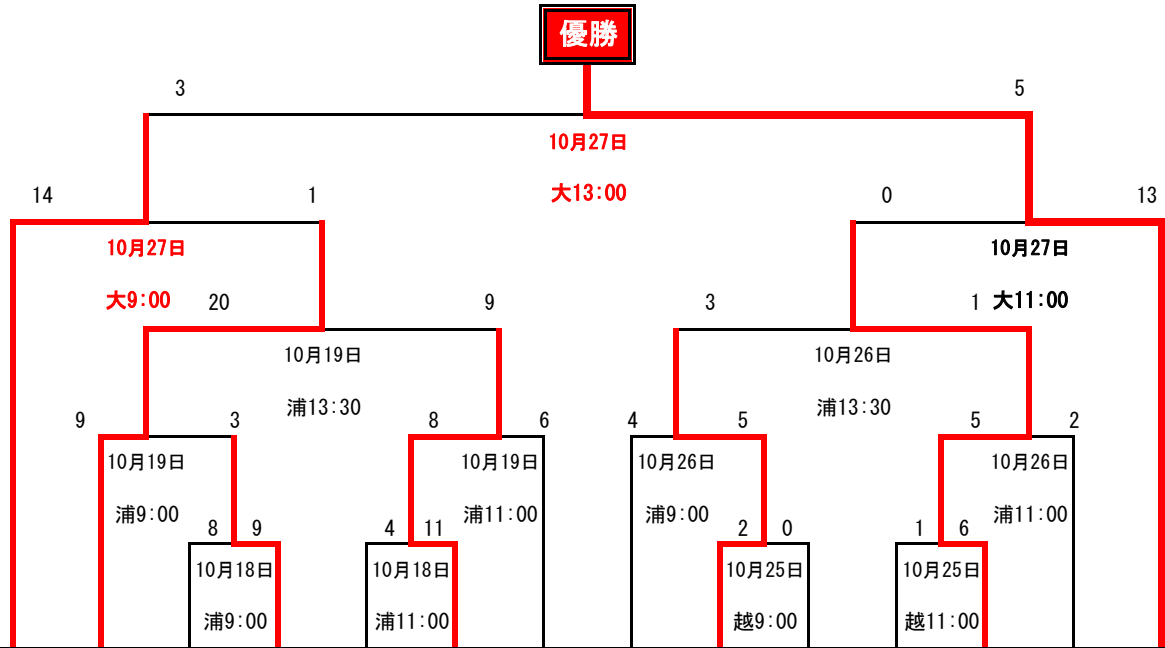 優勝
3 5
10月27日
大13:00
14 1 0 13
10月27日 10月27日
大9:00 大11:00
20 9 3 1
10月19日 10月26日
浦13:30 浦13:30
9 3 8 6 4 5 5 2
10月19日 10月19日 10月26日 10月26日
浦9:00 浦11:00 浦9:00 浦11:00
8 9 4 11 2 0 1 6
10月18日 10月18日 10月25日 10月25日
浦9:00 浦11:00 越9:00 越11:00